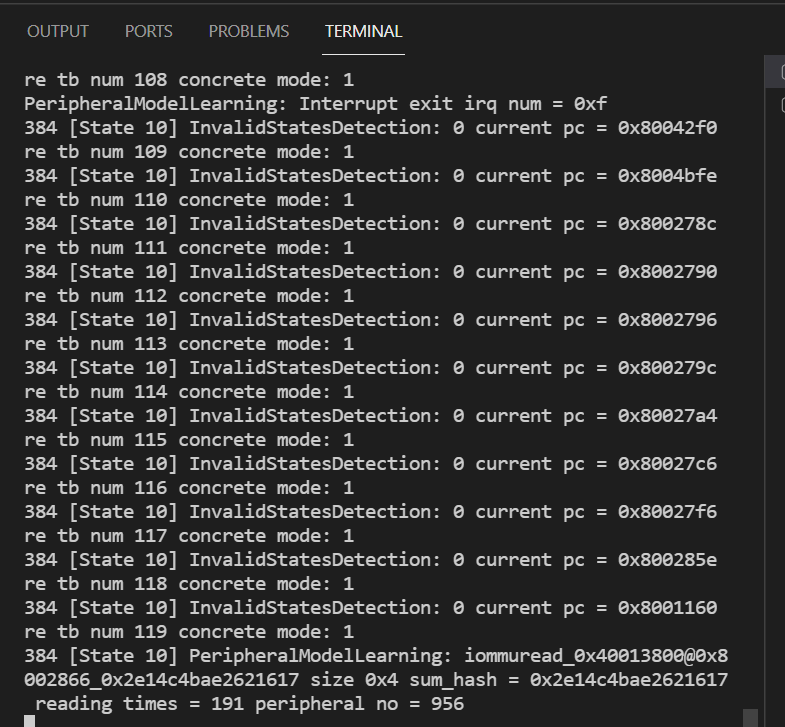 OUTPUT PORTS PROBLEMS TERMINAL
re tb num 108 concrete mode: 1
PeripheralModelLearning: Interrupt exit irq num = 0xf
384 [State 10] InvalidStatesDetection: 0 current pc = 0x80042f0
re tb num 109 concrete mode: 1
384 [State 10] InvalidStatesDetection: 0 current pc = 0x8004bfe
re tb num 110 concrete mode: 1
384 [State 10] InvalidStatesDetection: 0 current pc = 0x800278c
re tb num 111 concrete mode: 1
384 [State 10] InvalidStatesDetection: 0 current pc = 0x8002790
re tb num 112 concrete mode: 1
384 [State 10] InvalidStatesDetection: 0 current pc = 0x8002796
re tb num 113 concrete mode: 1
384 [State 10] InvalidStatesDetection: 0 current pc = 0x800279c
re tb num 114 concrete mode: 1
384 [State 10] InvalidStatesDetection: 0 current pc = 0x80027a4
re tb num 115 concrete mode: 1
384 [State 10] InvalidStatesDetection: 0 current pc = 0x80027c6
re tb num 116 concrete mode: 1
384 [State 10] InvalidStatesDetection: 0 current pc = 0x80027f6
re tb num 117 concrete mode: 1
384 [State 10] InvalidStatesDetection: 0 current pc = 0x800285e
re tb num 118 concrete mode: 1
384 [State 10] InvalidStatesDetection: 0 current pc = 0x8001160
re tb num 119 concrete mode: 1
384 [State 10] PeripheralModelLearning: iommuread_0x40013800@0x8
002866_0x2e14c4bae2621617 size 0x4 sum_hash = 0x2e14c4bae2621617
reading times = 191 peripheral no = 956